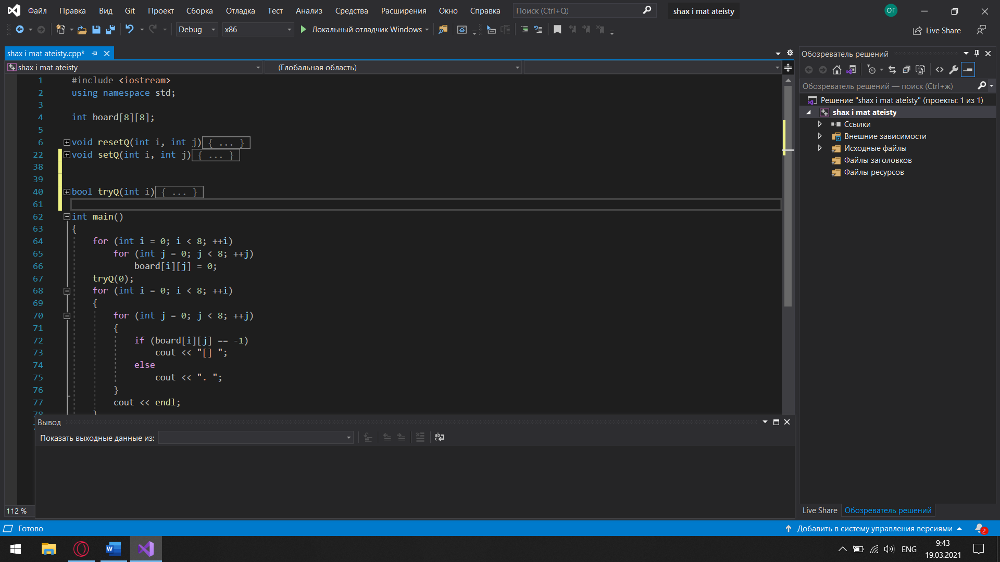 Файл Правка Вид Git Проект Сборка Отладка Тест Анализ Средства Расширения Окно Справка Поиск (Ctrl+Q) shax i mat ateisty ОГ
Debug x86 Локальный отладчик Windows Live Share
shax i mat ateisty.cpp*
shax i mat ateisty (Глобальная область)
1 #include <iostream>
2 using namespace std;
3
4 int board[8][8];
5
6 void resetQ(int i, int j){ ... }
22 void setQ(int i, int j){ ... }
38
39
40 bool tryQ(int i){ ... }
61
62 int main()
63 {
64 for (int i = 0; i < 8; ++i)
65 for (int j = 0; j < 8; ++j)
66 board[i][j] = 0;
67 tryQ(0);
68 for (int i = 0; i < 8; ++i)
69 {
70 for (int j = 0; j < 8; ++j)
71 {
72 if (board[i][j] == -1)
73 cout << "[] ";
74 else
75 cout << ". ";
76 }
77 cout << endl;
78 }
112 %
Вывод
Показать выходные данные из:
Обозреватель решений
Обозреватель решений — поиск (Ctrl+ж)
Решение "shax i mat ateisty" (проекты: 1 из 1)
shax i mat ateisty
Ссылки
Внешние зависимости
Исходные файлы
Файлы заголовков
Файлы ресурсов
Live Share Обозреватель решений
Готово Добавить в систему управления версиями 2
ENG 9:43
19.03.2021